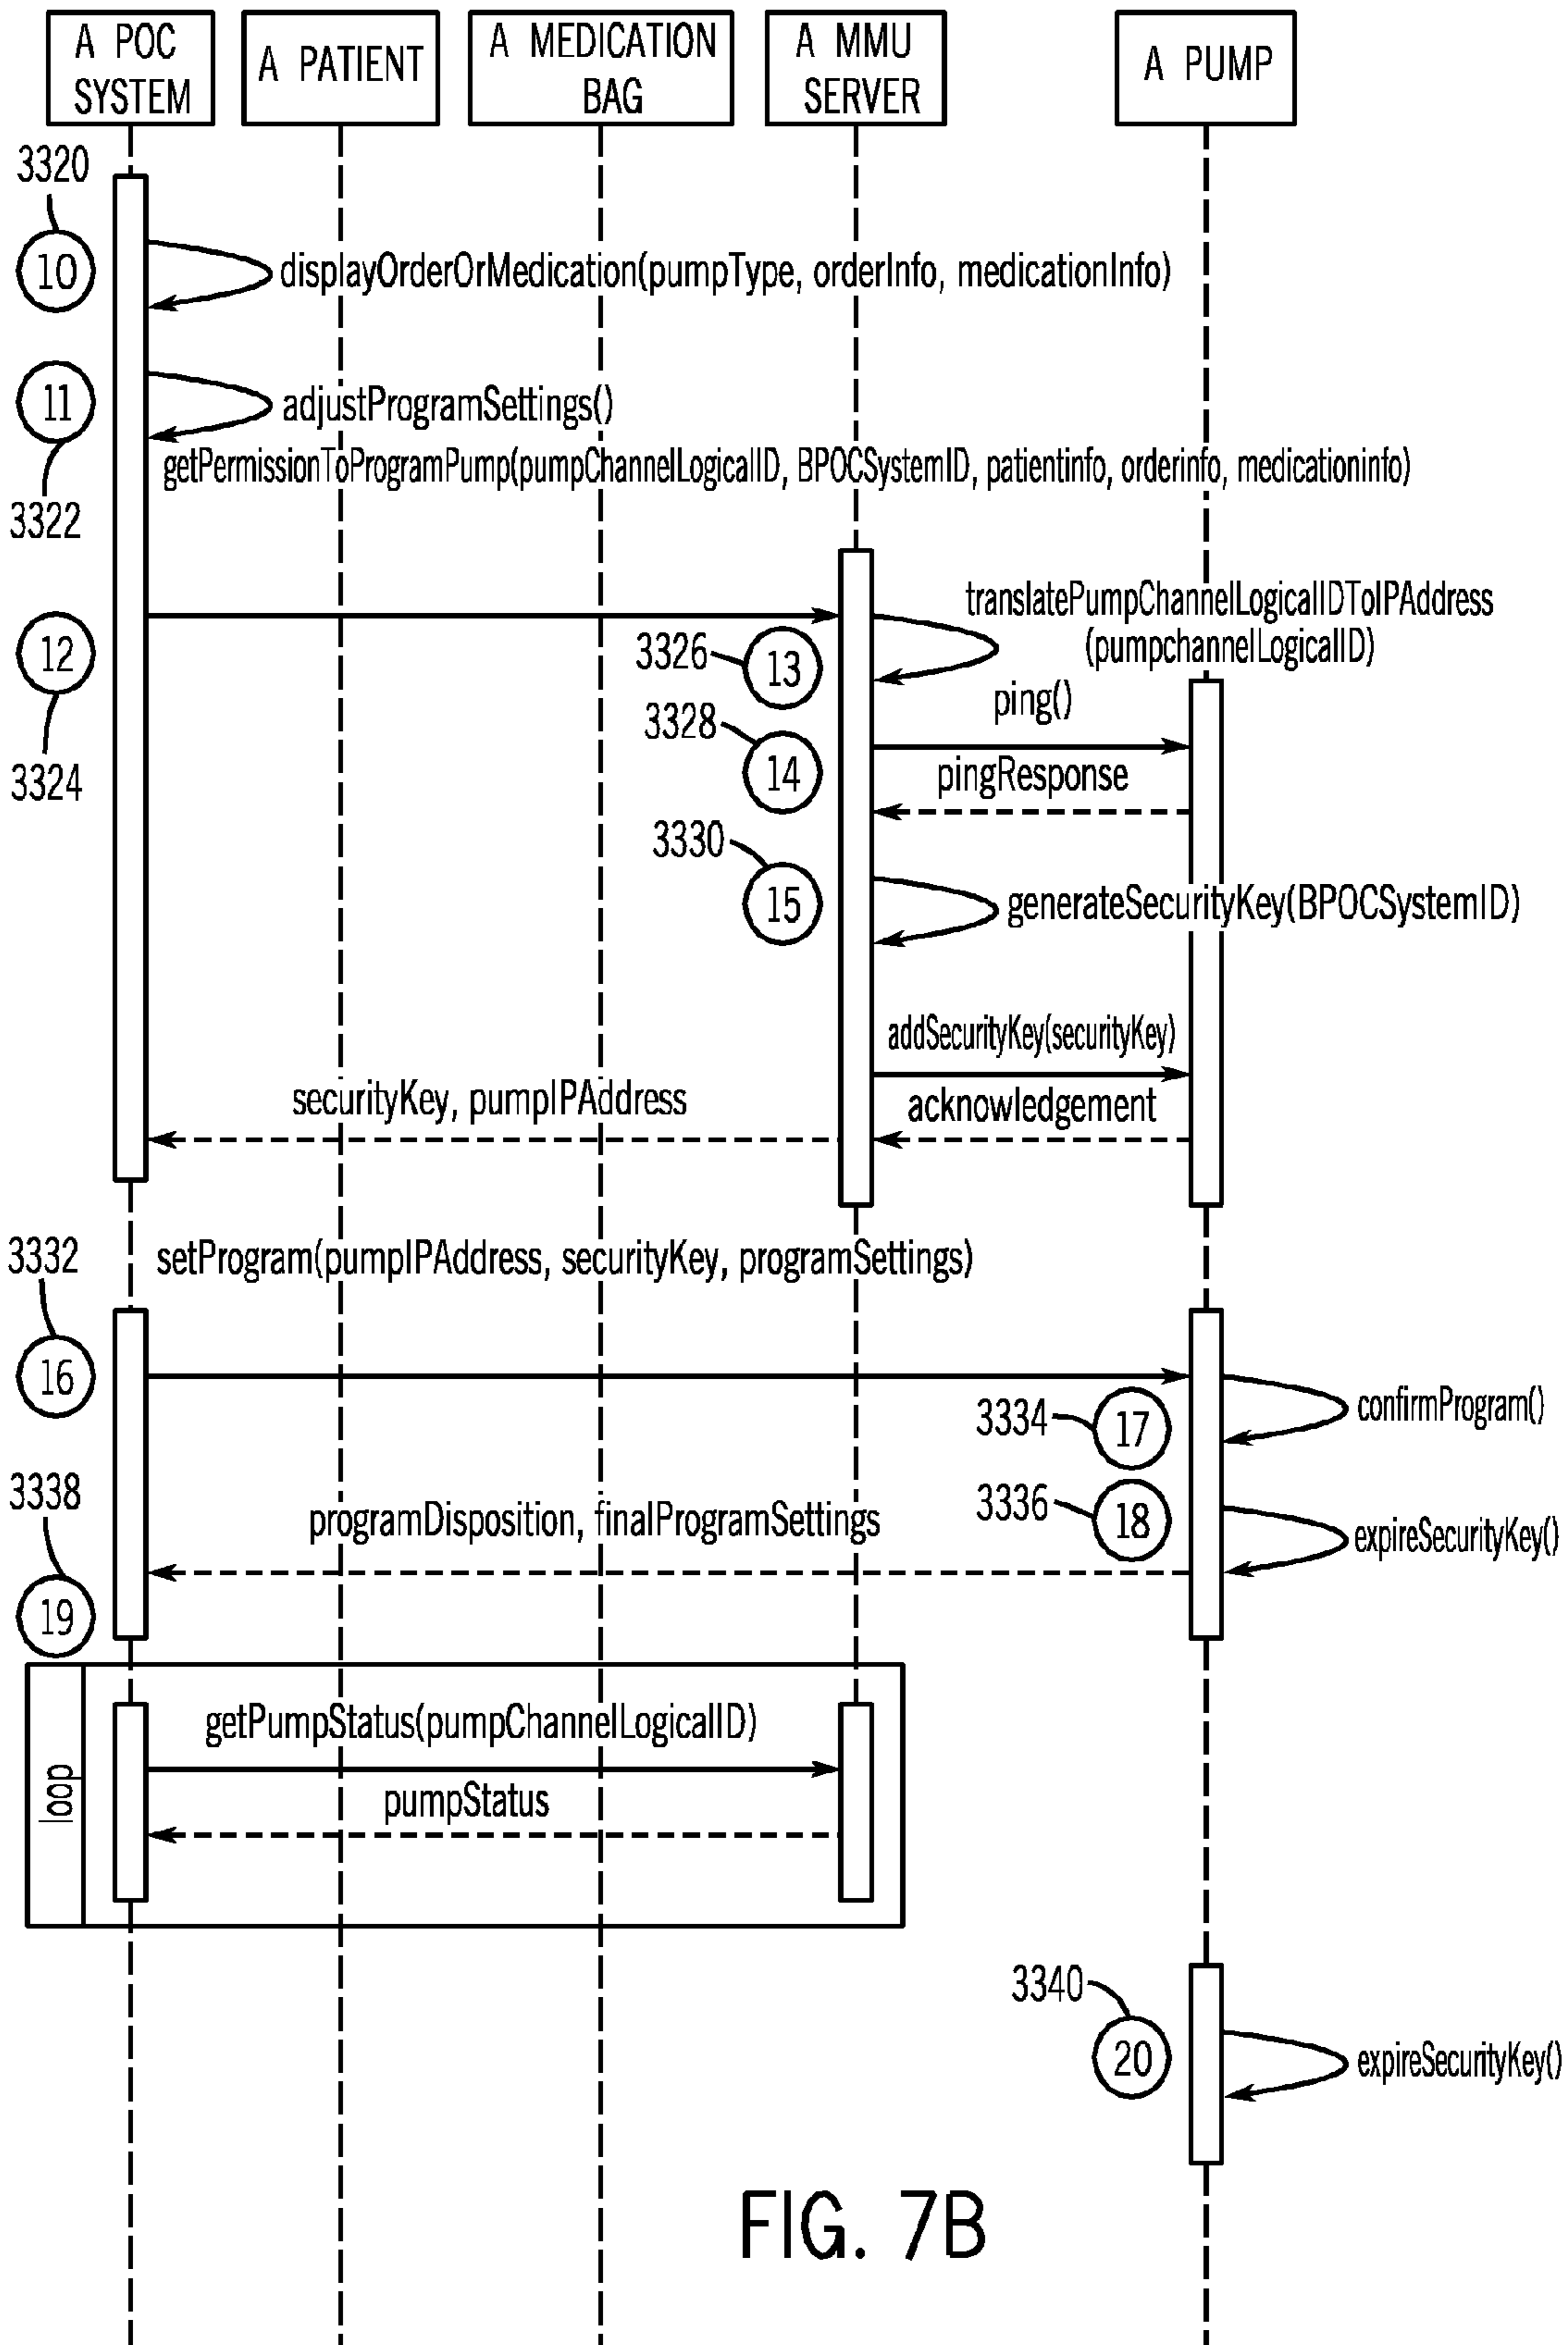 A POC
SYSTEM
A PATIENT
A MEDICATION
BAG
A MMU
SERVER
A PUMP
3320
10
displayOrderOrMedication(pumpType, orderInfo, medicationInfo)
11
adjustProgramSettings()
3322
getPermissionToProgramPump(pumpChannelLogicalID, BPOCSystemID, patientinfo, orderinfo, medicationinfo)
12
3324
translatePumpChannelLogicalIDToIPAddress
(pumpchannelLogicalID)
3326
13
ping()
3328
14
pingResponse
3330
15
generateSecurityKey(BPOCSystemID)
addSecurityKey(securityKey)
securityKey, pumpIPAddress
acknowledgement
3332
setProgram(pumpIPAddress, securityKey, programSettings)
16
3334
17
confirmProgram()
3338
programDisposition, finalProgramSettings
3336
18
expireSecurityKey()
19
loop
getPumpStatus(pumpChannelLogicalID)
pumpStatus
3340
20
expireSecurityKey()
FIG. 7B